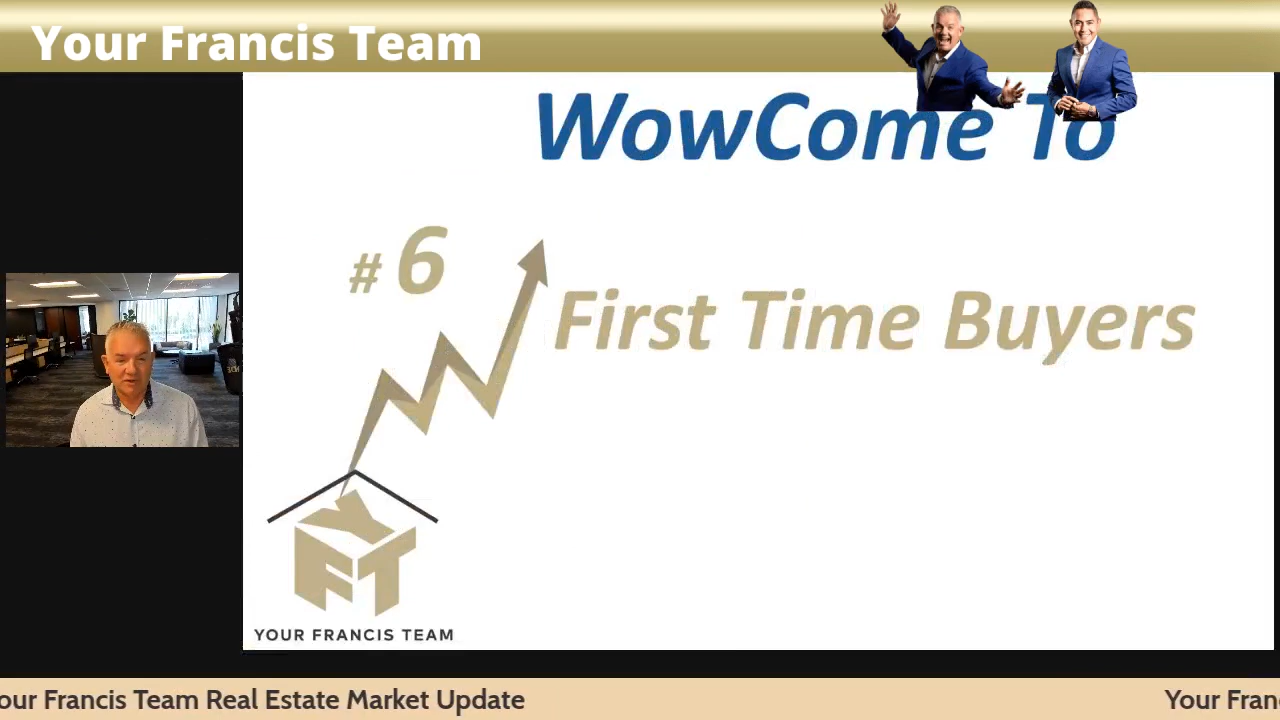 Your Francis Team
WowCome To
# 6
First Time Buyers
YFT
YOUR FRANCIS TEAM
our Francis Team Real Estate Market Update
Your Fran